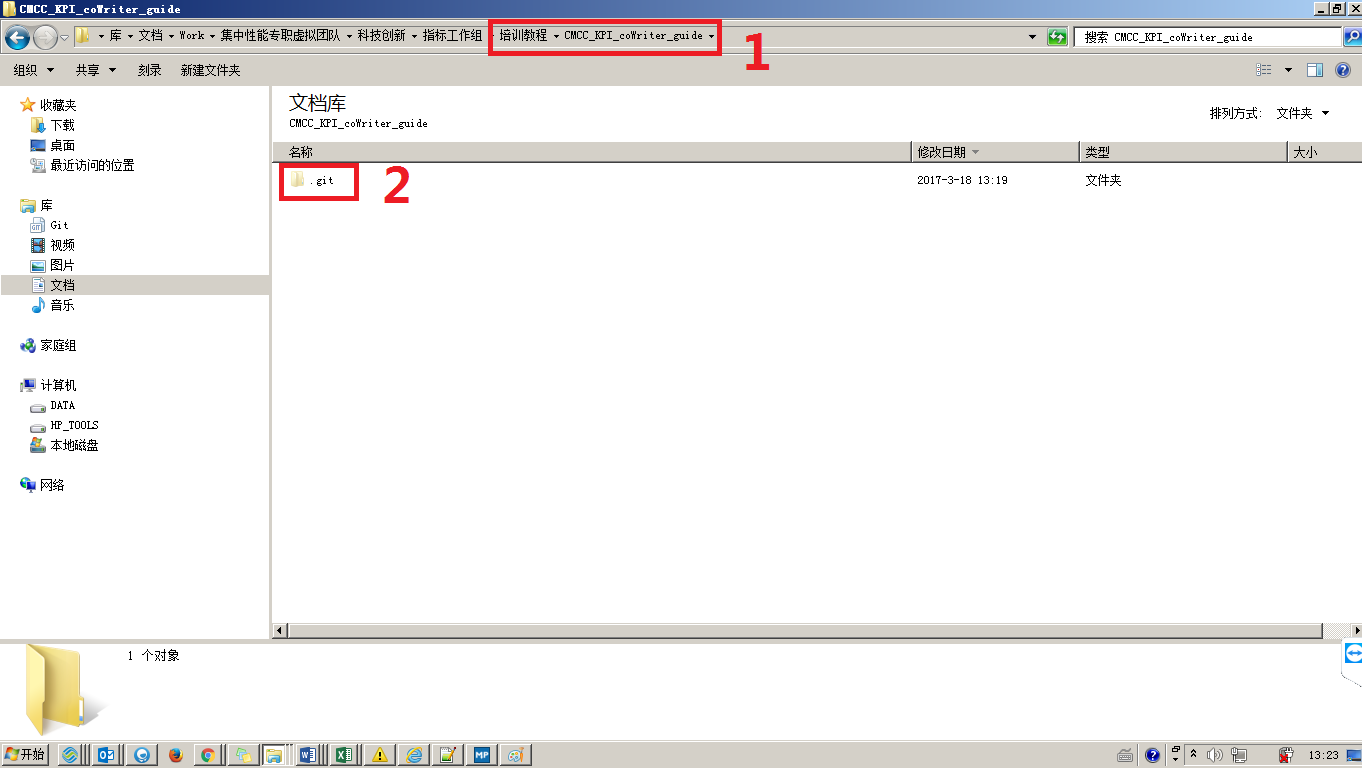 CMCC_KPI_coWriter_guide
库 文档 Work 集中性能专职虚拟团队 科技创新 指标工作组 培训教程 CMCC_KPI_coWriter_guide
搜索 CMCC_KPI_coWriter_guide
1
组织 共享 刻录 新建文件夹
收藏夹
下载
桌面
最近访问的位置
库
Git
视频
图片
文档
音乐
家庭组
计算机
DATA
HP_TOOLS
本地磁盘
网络
文档库
CMCC_KPI_coWriter_guide
排列方式: 文件夹
名称 修改日期 类型 大小
.git 2017-3-18 13:19 文件夹
2
1 个对象
开始 MP 13:23